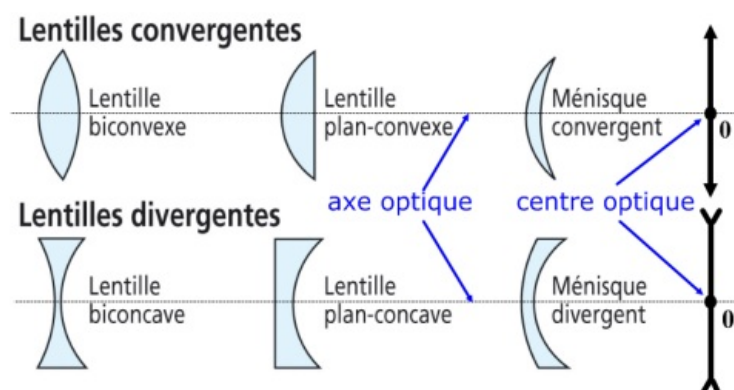 Lentilles convergentes
Lentille
biconvexe
Lentille
plan-convexe
Ménisque
convergent
0
axe optique
centre optique
Lentilles divergentes
Lentille
biconcave
Lentille
plan-concave
Ménisque
divergent
0